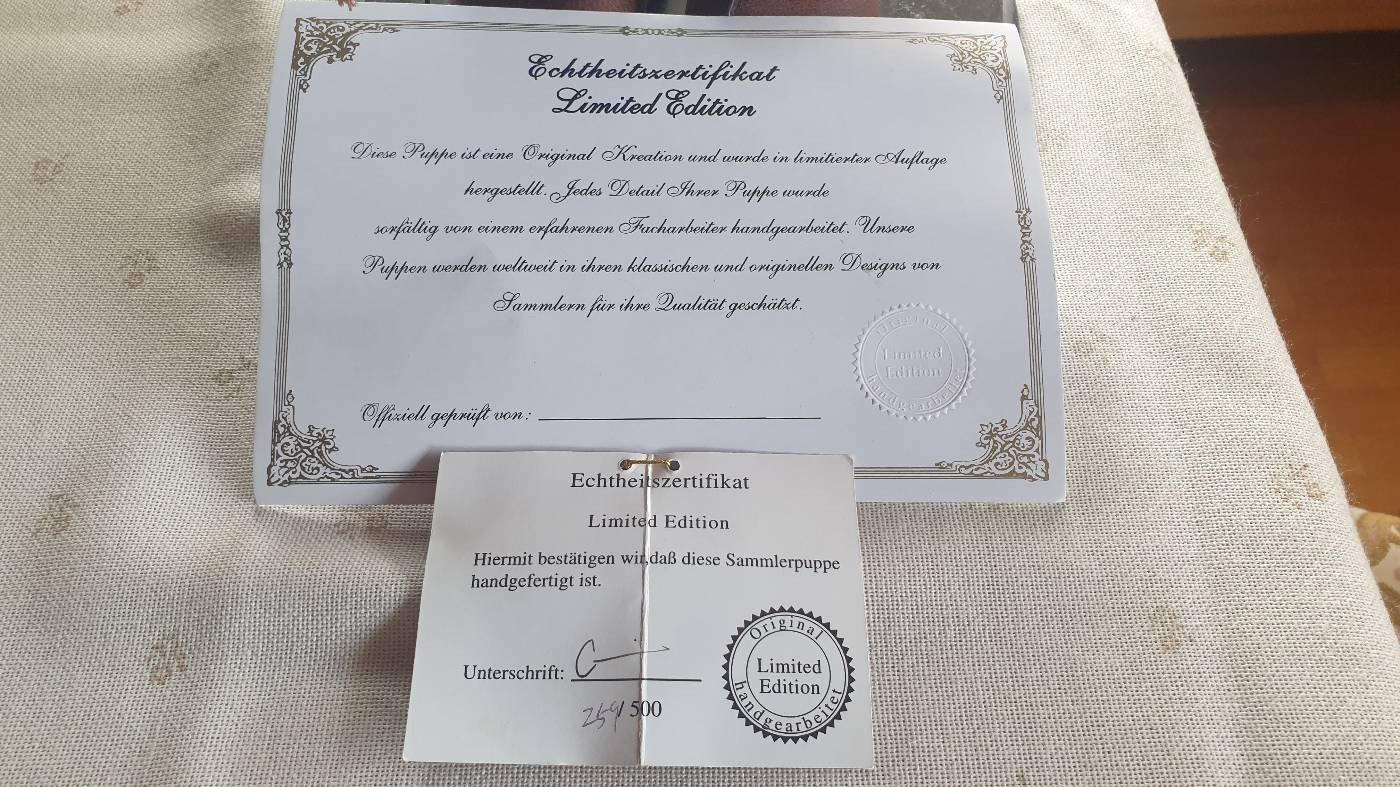 Echtheitszertifikat
Limited Edition
Diese Puppe ist eine Original Kreation und wurde in limitierter Auflage
hergestellt. Jedes Detail Ihrer Puppe wurde
sorfältig von einem erfahrenen Facharbeiter handgearbeitet. Unsere
Puppen werden weltweit in ihren klassischen und originellen Designs von
Sammlern für ihre Qualität geschätzt.
Original
Limited
Edition
handgearbeitet
Offiziell geprüft von:
Echtheitszertifikat
Limited Edition
Hiermit bestätigen wir,daß diese Sammlerpuppe
handgefertigt ist.
Unterschrift:
259/ 500
Original
Limited
Edition
handgearbeitet